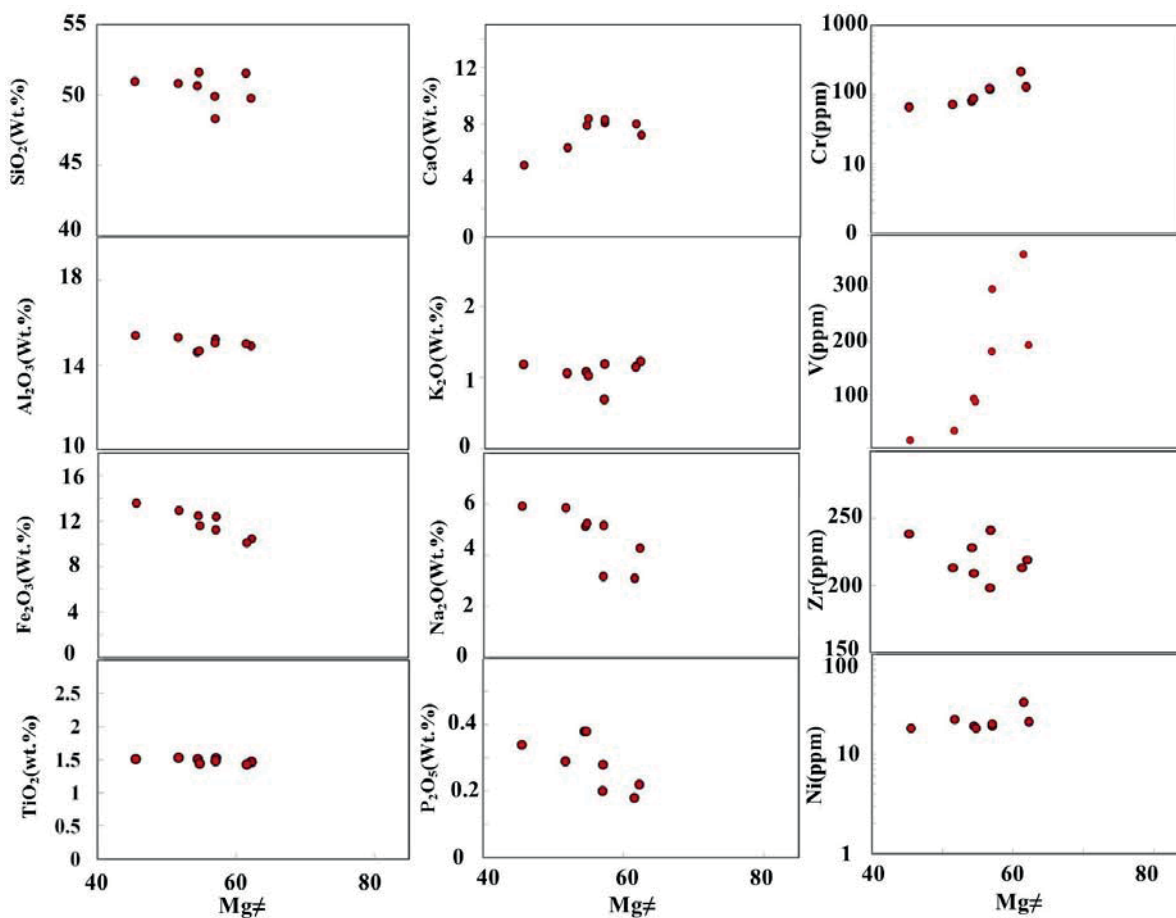 55
50
45
40
SiO₂(Wt.%)
18
14
10
Al₂O₃(Wt.%)
16
12
8
4
0
Fe₂O₃(Wt.%)
2.5
2
1.5
1
0.5
0
TiO₂(wt.%)
40 60 80
Mg≠
12
8
4
0
CaO(Wt.%)
2
1
0
K₂O(Wt.%)
6
4
2
0
Na₂O(Wt.%)
0.4
0.2
0
P₂O₅(Wt.%)
40 60 80
Mg≠
1000
100
10
0
Cr(ppm)
300
200
100
V(ppm)
250
200
150
Zr(ppm)
100
10
1
Ni(ppm)
40 60 80
Mg≠